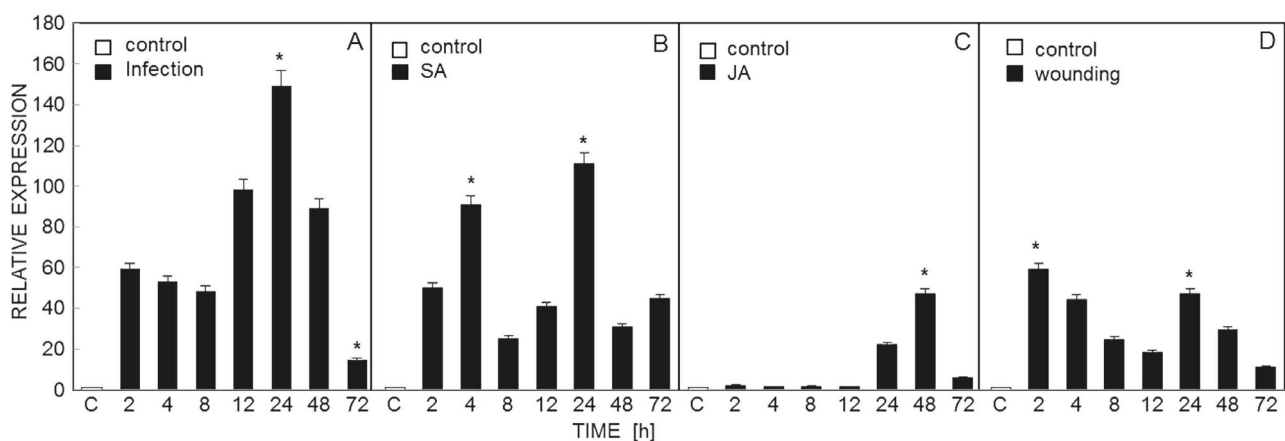 RELATIVE EXPRESSION
180
160
140
120
100
80
60
40
20
0
A
control
Infection
*
*
C 2 4 8 12 24 48 72
B
control
SA
*
*
C 2 4 8 12 24 48 72
C
control
JA
*
C 2 4 8 12 24 48 72
D
control
wounding
*
*
C 2 4 8 12 24 48 72
TIME [h]